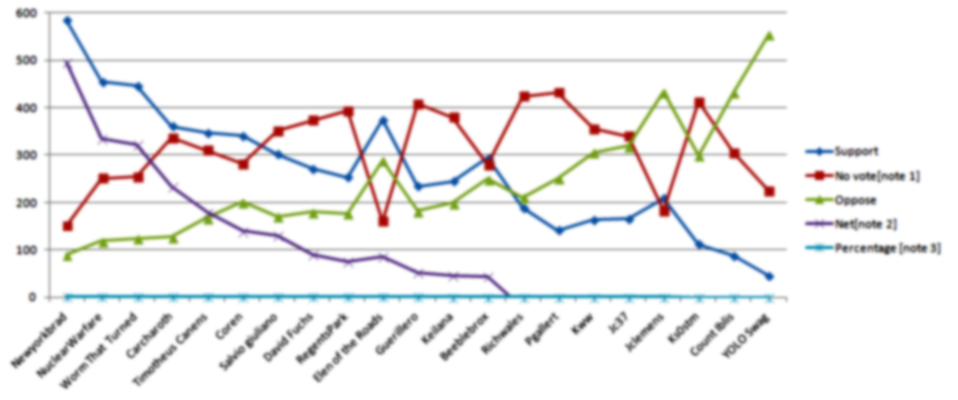 600
500
400
300
200
100
0
Newyorkbrad
NuclearWarfare
Worm That Turned
Carcharoth
Timotheus Canens
Coren
Salvio giuliano
David Fuchs
RegentsPark
Elen of the Roads
Guerillero
Keilana
Beeblebrox
Richwales
Pgallert
Kww
Jc37
Jclemens
Ks0stm
Count Iblis
YOLO Swag
Support
No vote[note 1]
Oppose
Net[note 2]
Percentage [note 3]